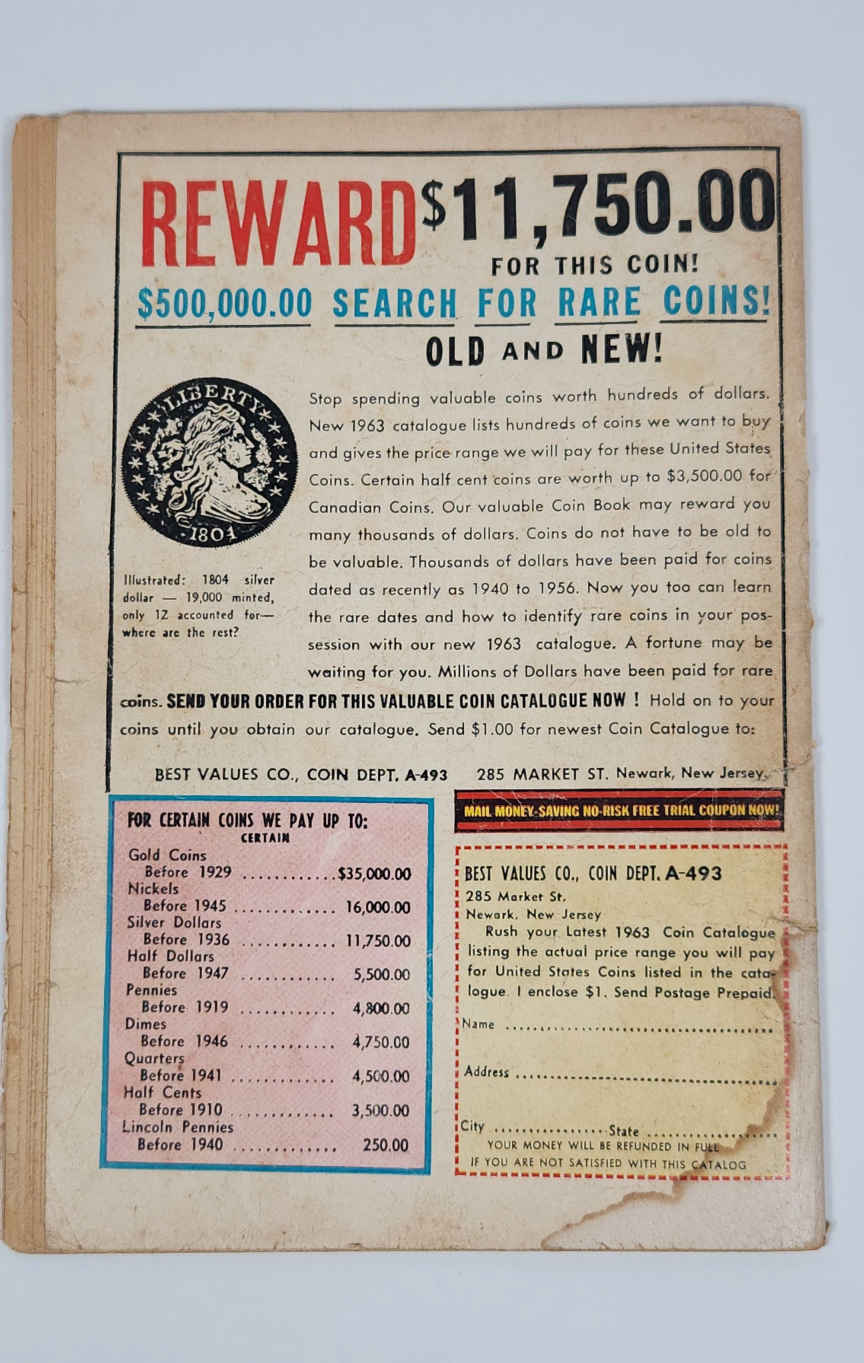 REWARD $11,750.00
FOR THIS COIN!
$500,000.00 SEARCH FOR RARE COINS!
OLD AND NEW!
LIBERTY
1804
Illustrated: 1804 silver
dollar — 19,000 minted,
only 12 accounted for—
where are the rest?
Stop spending valuable coins worth hundreds of dollars.
New 1963 catalogue lists hundreds of coins we want to buy
and gives the price range we will pay for these United States
Coins. Certain half cent coins are worth up to $3,500.00 for
Canadian Coins. Our valuable Coin Book may reward you
many thousands of dollars. Coins do not have to be old to
be valuable. Thousands of dollars have been paid for coins
dated as recently as 1940 to 1956. Now you too can learn
the rare dates and how to identify rare coins in your pos-
session with our new 1963 catalogue. A fortune may be
waiting for you. Millions of Dollars have been paid for rare
coins. SEND YOUR ORDER FOR THIS VALUABLE COIN CATALOGUE NOW ! Hold on to your
coins until you obtain our catalogue. Send $1.00 for newest Coin Catalogue to:
BEST VALUES CO., COIN DEPT. A-493 285 MARKET ST. Newark, New Jersey.
FOR CERTAIN COINS WE PAY UP TO:
CERTAIN
Gold Coins
Before 1929 ............$35,000.00
Nickels
Before 1945 ............. 16,000.00
Silver Dollars
Before 1936 ............ 11,750.00
Half Dollars
Before 1947 ............ 5,500.00
Pennies
Before 1919 ............ 4,800.00
Dimes
Before 1946 ............ 4,750.00
Quarters
Before 1941 ............. 4,500.00
Half Cents
Before 1910 ............. 3,500.00
Lincoln Pennies
Before 1940 ............. 250.00
MAIL MONEY-SAVING NO-RISK FREE TRIAL COUPON NOW!
BEST VALUES CO., COIN DEPT. A-493
285 Market St.
Newark, New Jersey
Rush your Latest 1963 Coin Catalogue
listing the actual price range you will pay
for United States Coins listed in the cata-
logue. I enclose $1. Send Postage Prepaid.
Name ........................................
Address ........................................
City ................ State ....................
YOUR MONEY WILL BE REFUNDED IN FULL
IF YOU ARE NOT SATISFIED WITH THIS CATALOG